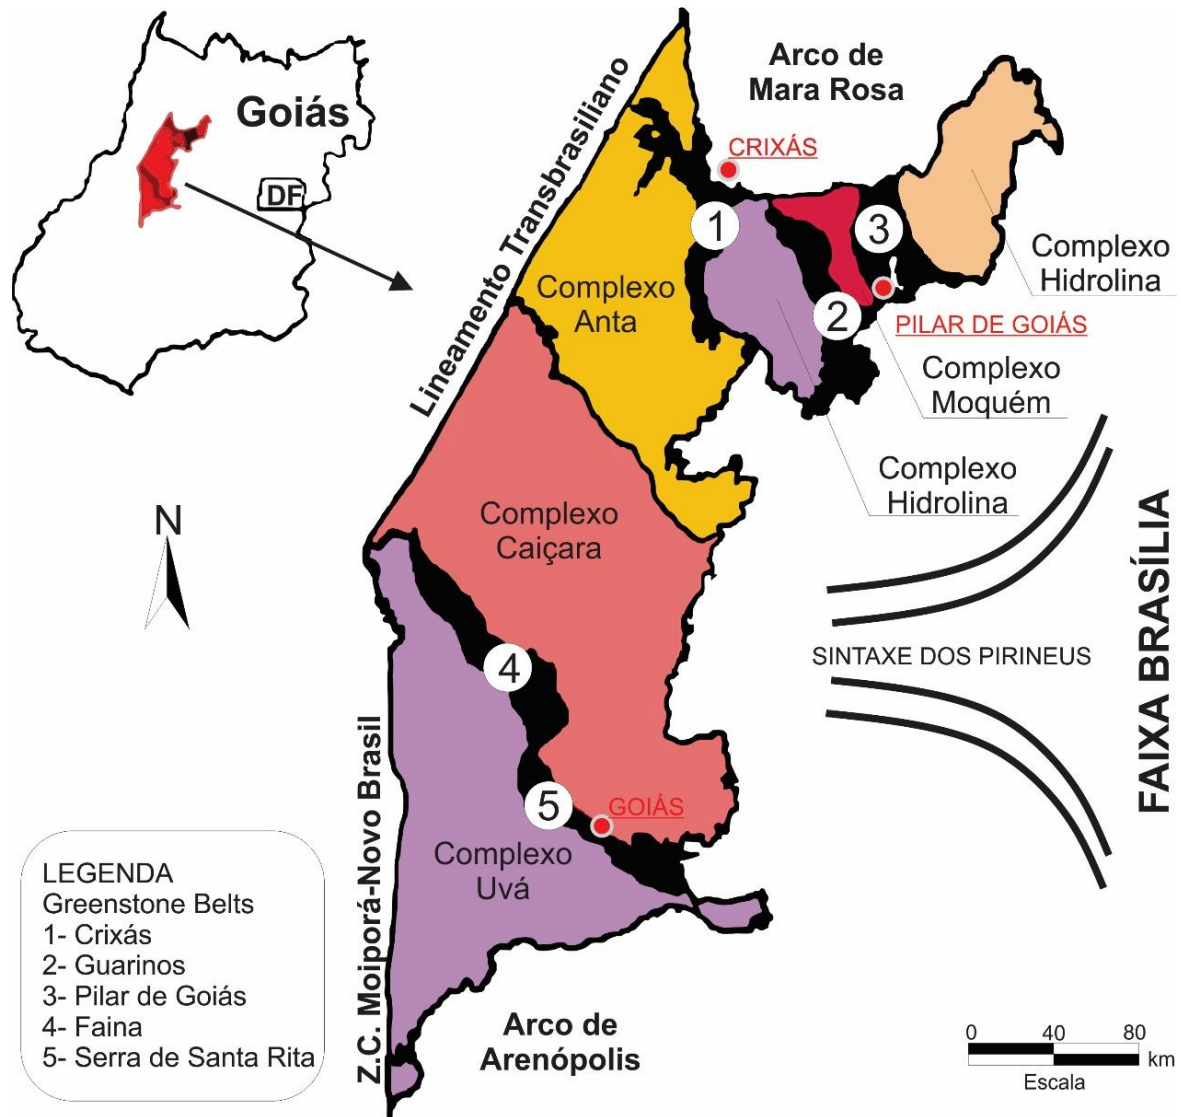 Goiás
DF
Lineamento Transbrasiliano
Arco de
Mara Rosa
CRIXÁS
1
3
2
Complexo
Hidrolina
PILAR DE GOIÁS
Complexo
Anta
Complexo
Moquém
Complexo
Hidrolina
Complexo
Caiçara
N
SINTAXE DOS PIRINEUS
FAIXA BRASÍLIA
4
5
GOIÁS
Z.C. Moiporá-Novo Brasil
Complexo
Uvá
LEGENDA
Greenstone Belts
1- Crixás
2- Guarinos
3- Pilar de Goiás
4- Faina
5- Serra de Santa Rita
Arco de
Arenópolis
0 40 80
km
Escala